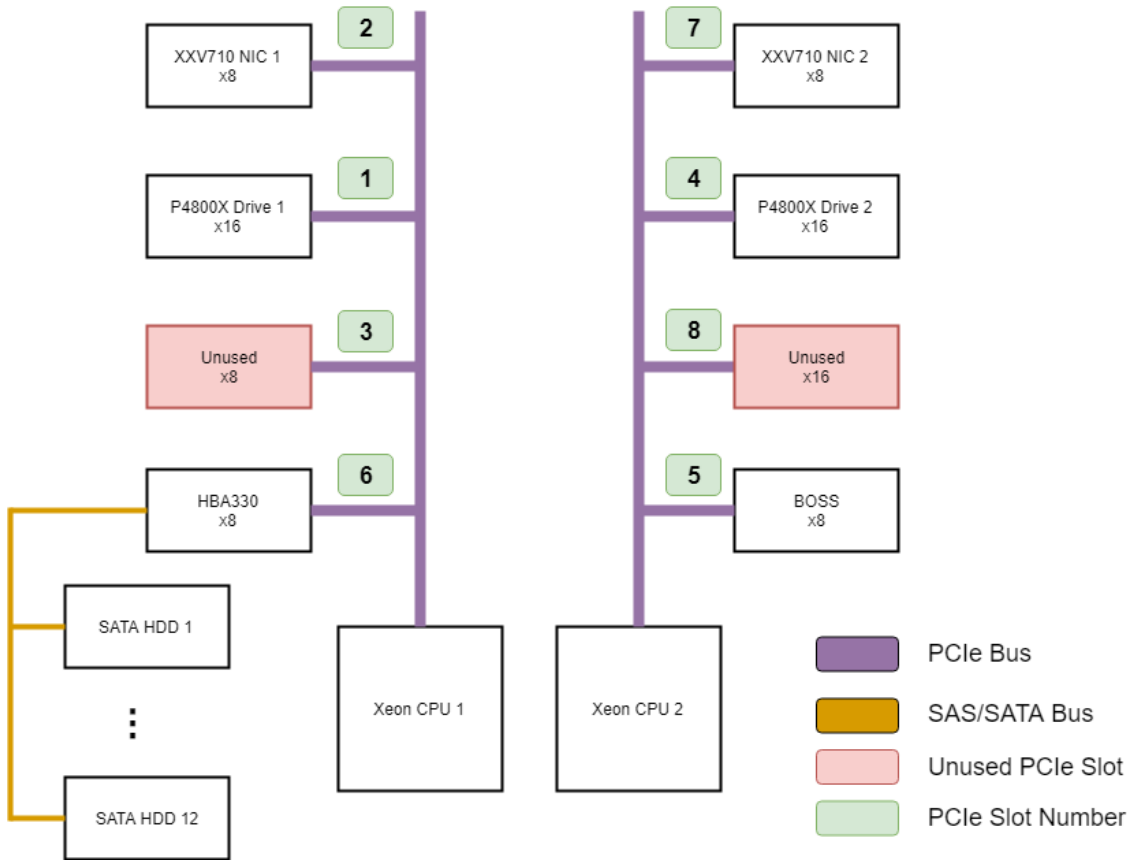 2
7
XXV710 NIC 1
x8
XXV710 NIC 2
x8
1
4
P4800X Drive 1
x16
P4800X Drive 2
x16
3
8
Unused
x8
Unused
x16
6
5
HBA330
x8
BOSS
x8
SATA HDD 1
⋮
SATA HDD 12
Xeon CPU 1
Xeon CPU 2
PCIe Bus
SAS/SATA Bus
Unused PCIe Slot
PCIe Slot Number